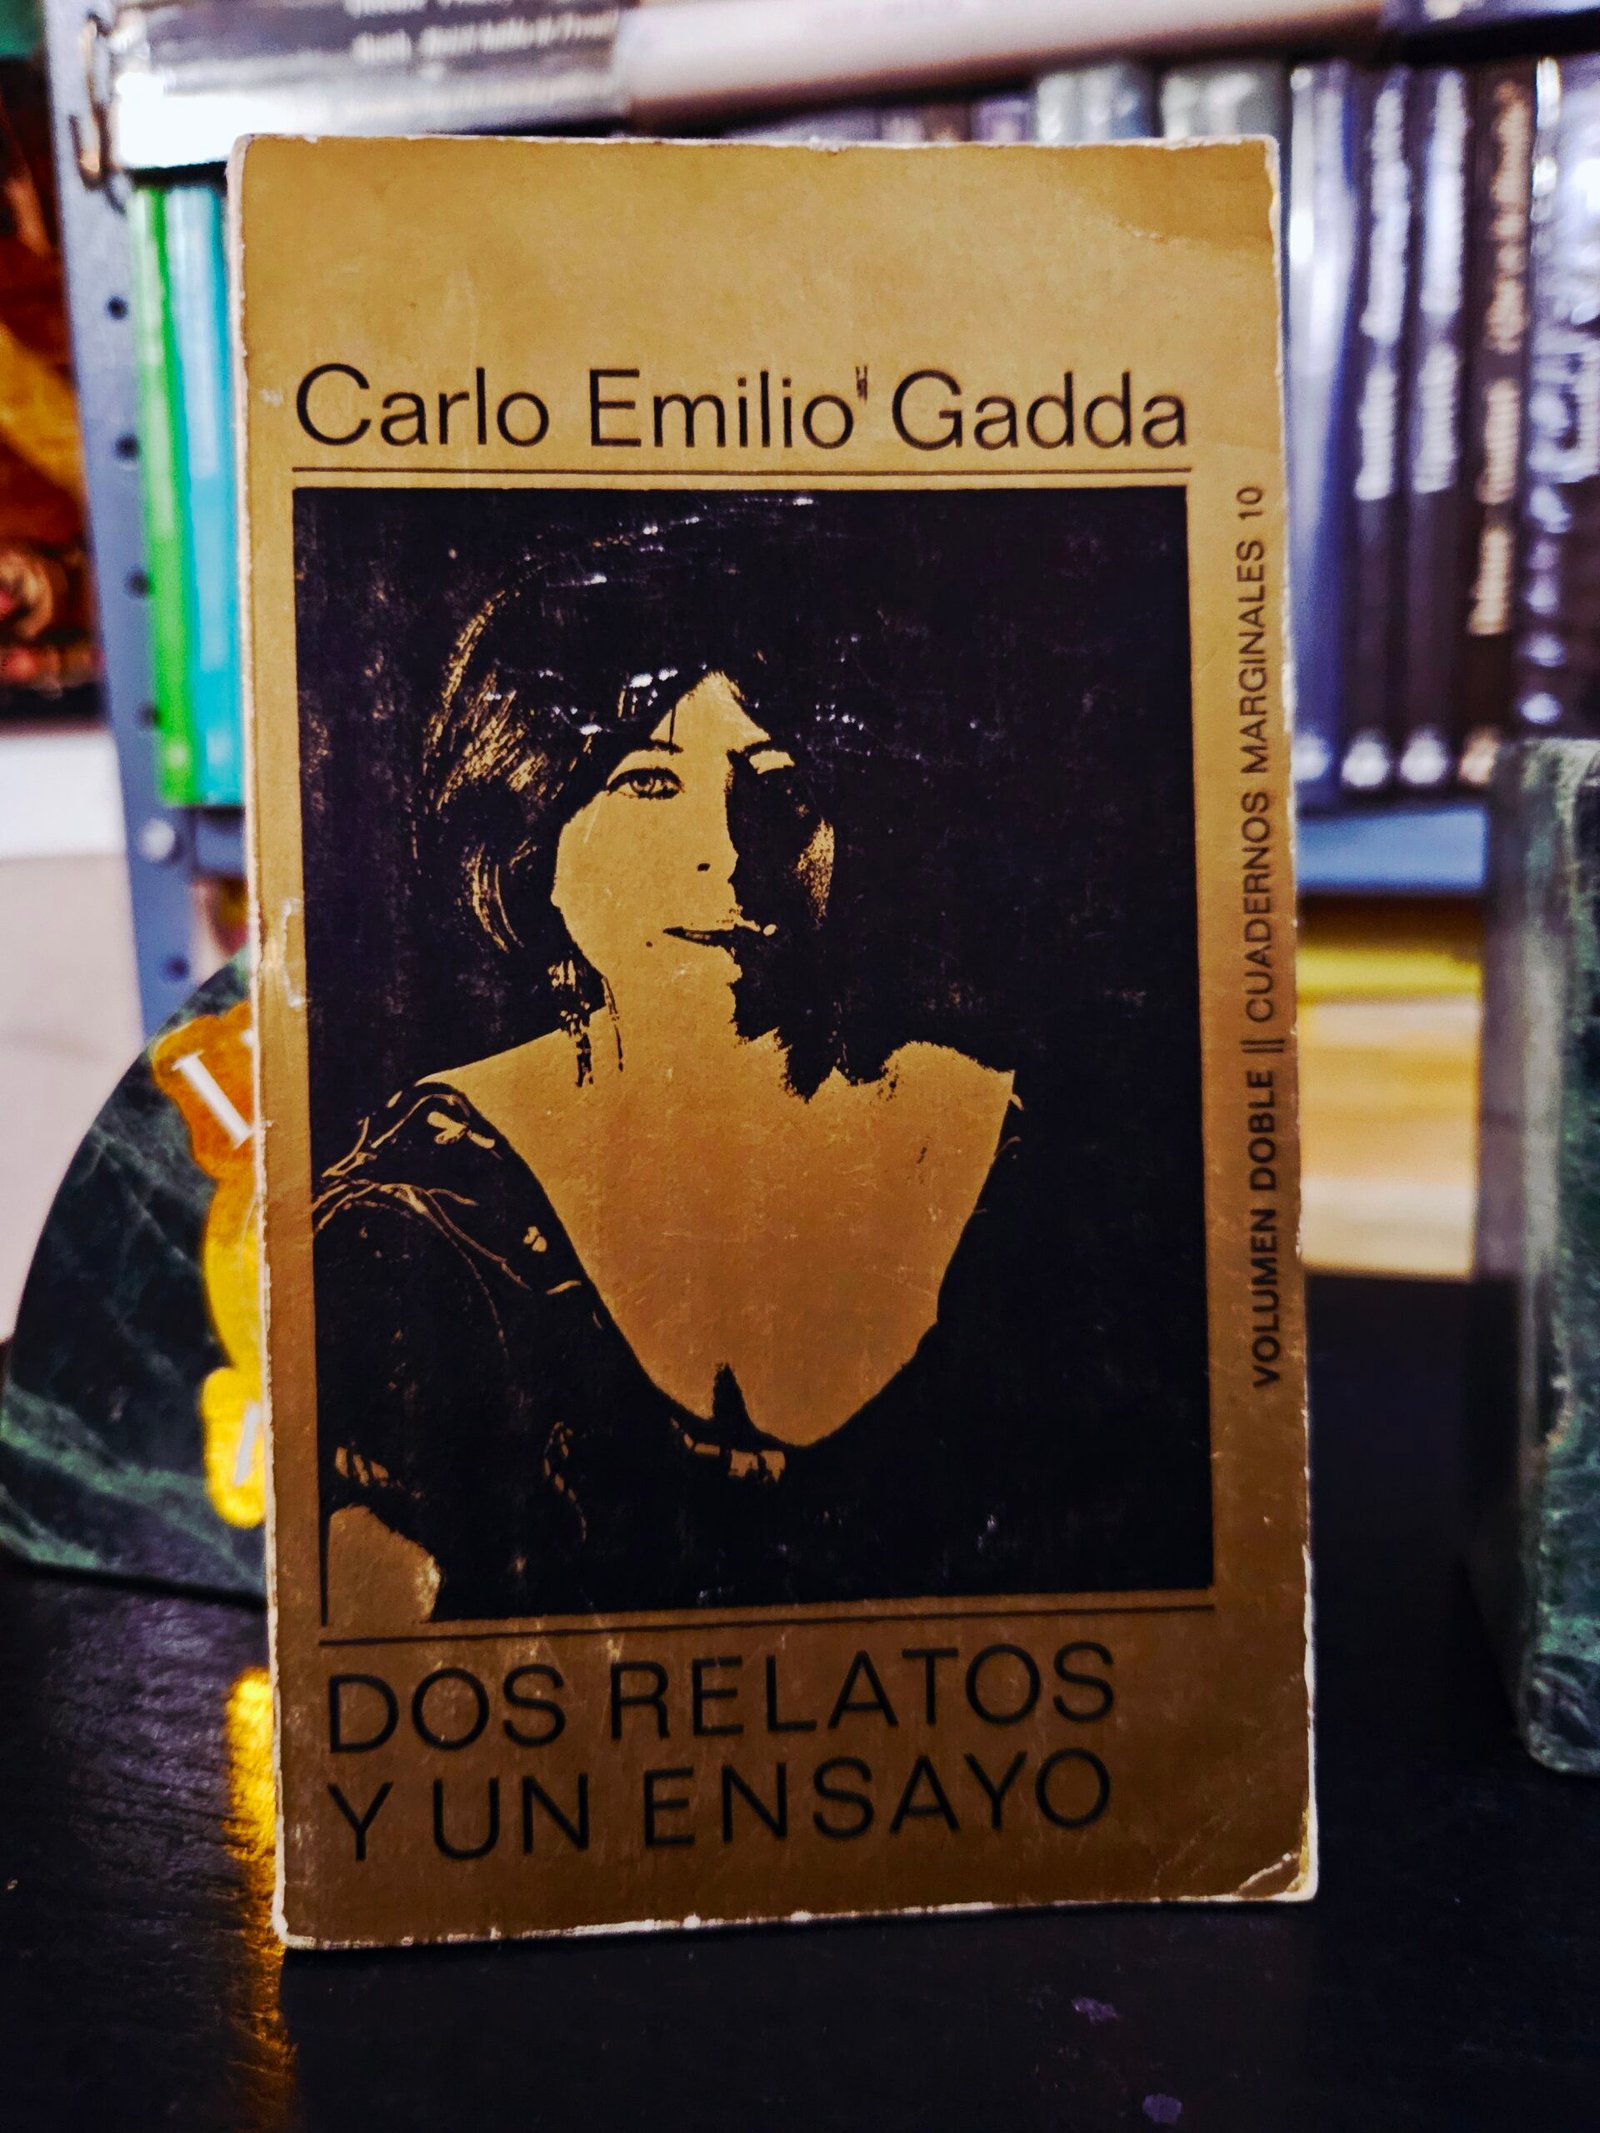 Carlo Emilio Gadda
VOLUMEN DOBLE || CUADERNOS MARGINALES 10
DOS RELATOS
Y UN ENSAYO